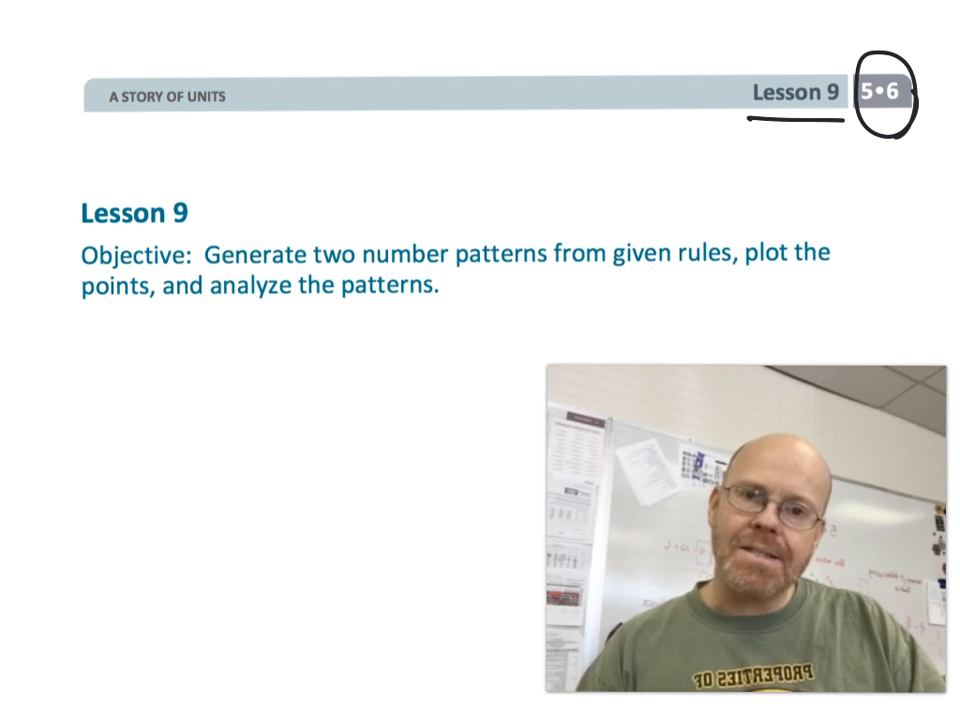 A STORY OF UNITS
Lesson 9 5•6
Lesson 9
Objective: Generate two number patterns from given rules, plot the
points, and analyze the patterns.
PROPERTIES OF